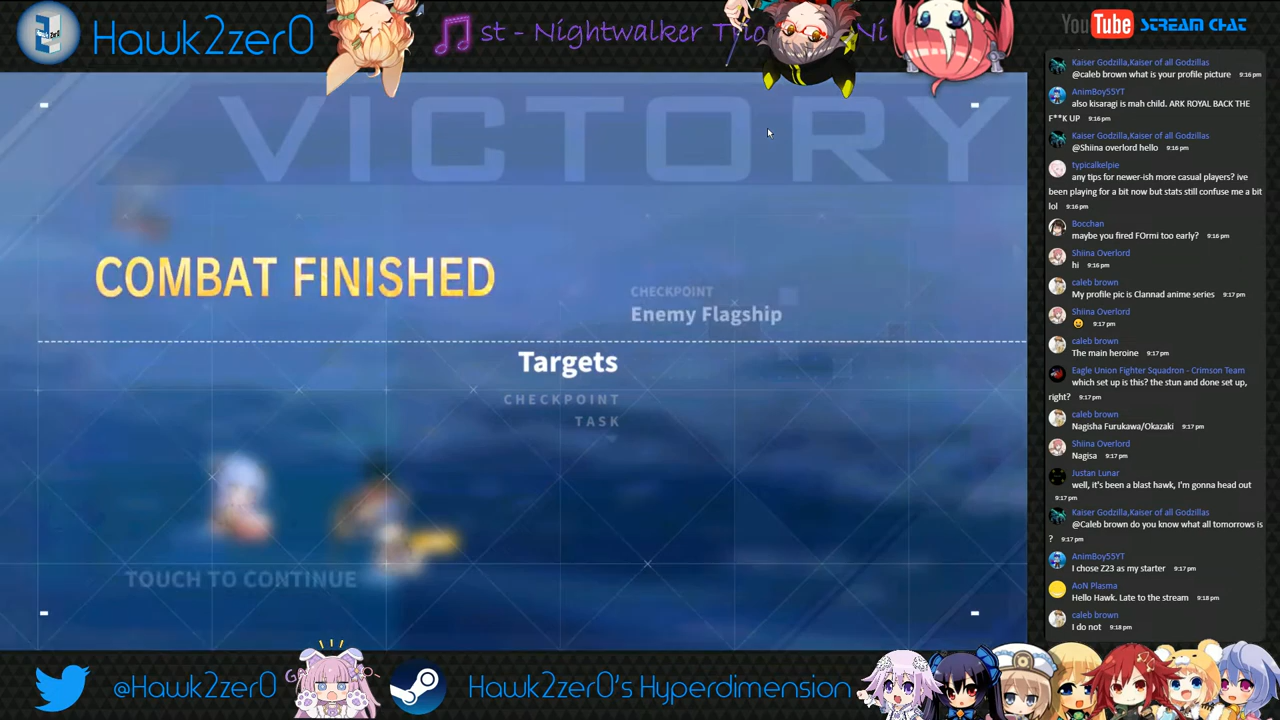 Hawk2zer0
st - Nightwalker Trio
Ni
You Tube STREAM CHAT
VICTORY
COMBAT FINISHED
CHECKPOINT
Enemy Flagship
Targets
CHECKPOINT
TASK
TOUCH TO CONTINUE
Kaiser Godzilla,Kaiser of all Godzillas
@caleb brown what is your profile picture 9:16 pm
AnimBoy55YT
also kisaragi is mah child. ARK ROYAL BACK THE
F**K UP 9:16 pm
Kaiser Godzilla,Kaiser of all Godzillas
@Shiina overlord hello 9:16 pm
typicalkelpie
any tips for newer-ish more casual players? ive
been playing for a bit now but stats still confuse me a bit
lol 9:16 pm
Bocchan
maybe you fired FOrmi too early? 9:16 pm
Shiina Overlord
hi 9:16 pm
caleb brown
My profile pic is Clannad anime series 9:17 pm
Shiina Overlord
9:17 pm
caleb brown
The main heroine 9:17 pm
Eagle Union Fighter Squadron - Crimson Team
which set up is this? the stun and done set up,
right? 9:17 pm
caleb brown
Nagisha Furukawa/Okazaki 9:17 pm
Shiina Overlord
Nagisa 9:17 pm
Justan Lunar
well, it's been a blast hawk, I'm gonna head out
9:17 pm
Kaiser Godzilla,Kaiser of all Godzillas
@Caleb brown do you know what all tomorrows is
? 9:17 pm
AnimBoy55YT
I chose Z23 as my starter 9:17 pm
AoN Plasma
Hello Hawk. Late to the stream 9:18 pm
caleb brown
I do not 9:18 pm
@Hawk2zer0
Hawk2zer0's Hyperdimension